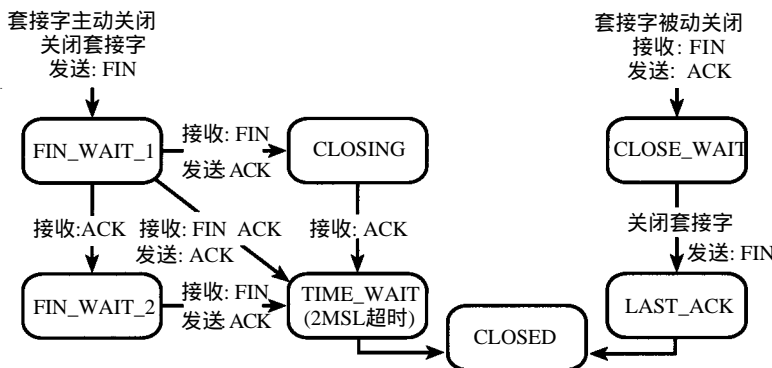 套接字主动关闭
关闭套接字
发送: FIN
套接字被动关闭
接收: FIN
发送: ACK
FIN_WAIT_1
接收: FIN
发送 ACK
CLOSING
CLOSE_WAIT
接收:ACK
接收: FIN ACK
发送: ACK
接收: ACK
关闭套接字
发送: FIN
FIN_WAIT_2
接收: FIN
发送:ACK
TIME_WAIT
(2MSL超时)
LAST_ACK
CLOSED